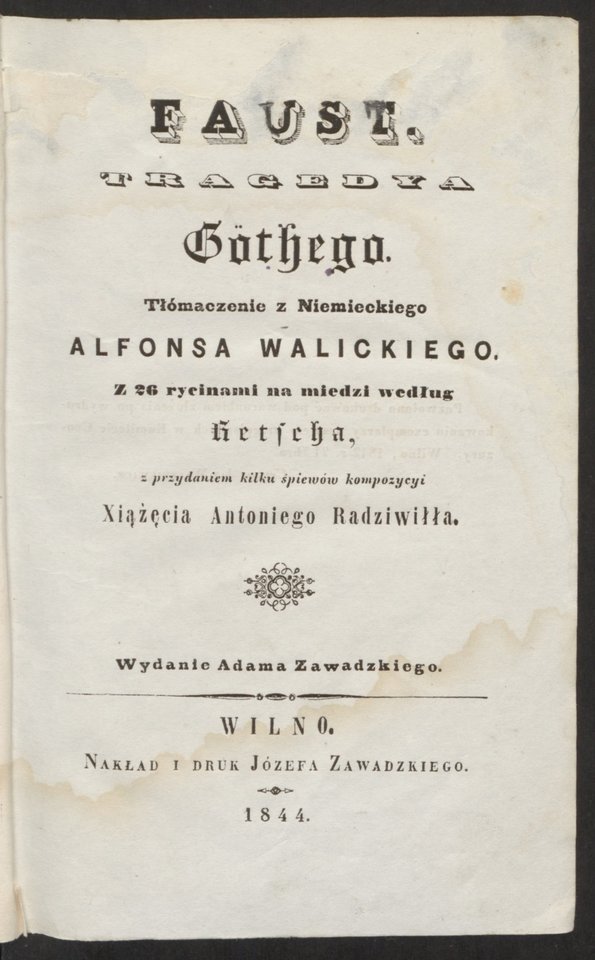 FAUST.
TRAGEDYA
Göthego.
Tłómaczenie z Niemieckiego
ALFONSA WALICKIEGO.
Z 26 rycinami na miedzi według
Retscha,
z przydaniem kilku śpiewów kompozycyi
Xiążęcia Antoniego Radziwiłła.
Wydanie Adama Zawadzkiego.
WILNO.
NAKŁAD I DRUK JÓZEFA ZAWADZKIEGO.
1844.